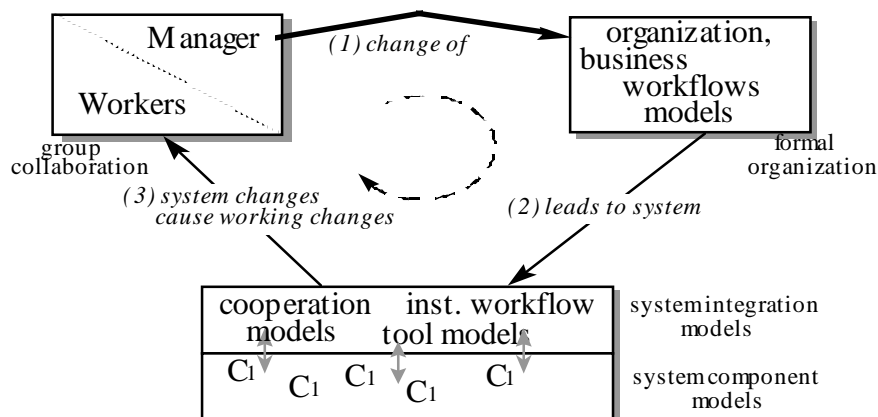 Manager
Workers
group
collaboration
(1) change of
organization,
business
workflows
models
formal
organization
(2) leads to system
(3) system changes
cause working changes
cooperation inst. workflow
models tool models
system integration
models
C1 C1 C1 C1 C1
system component
models